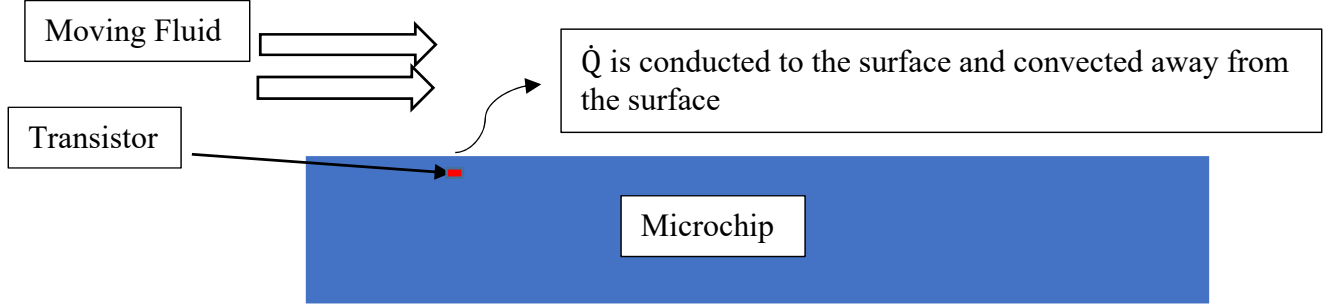 Moving Fluid
Q̇ is conducted to the surface and convected away from
the surface
Transistor
Microchip